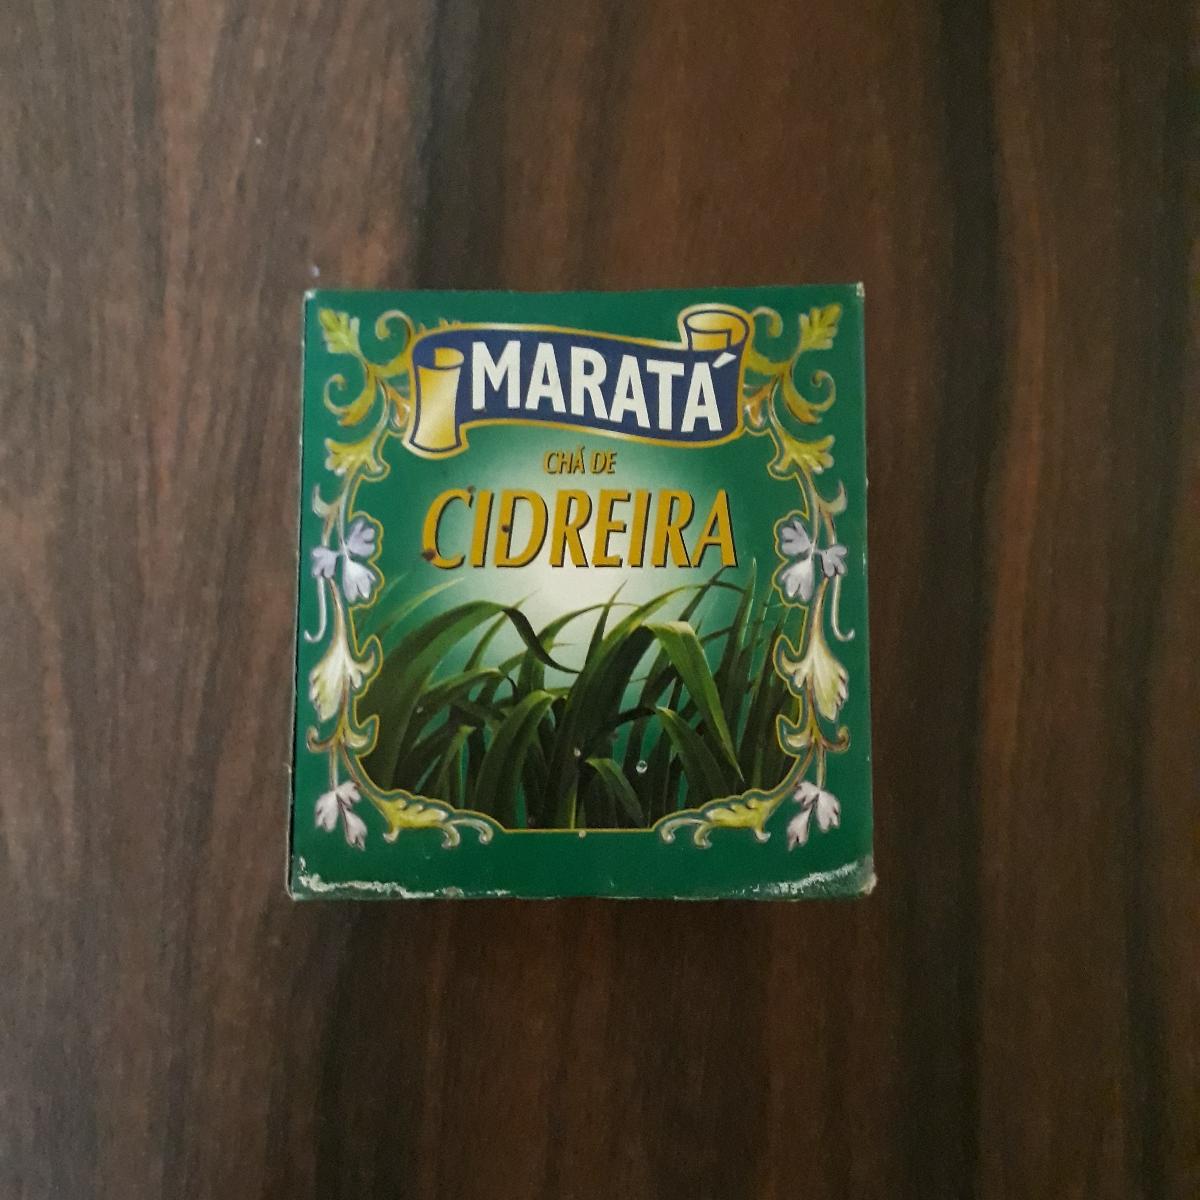 MARATÁ
CHÁ DE
CIDREIRA